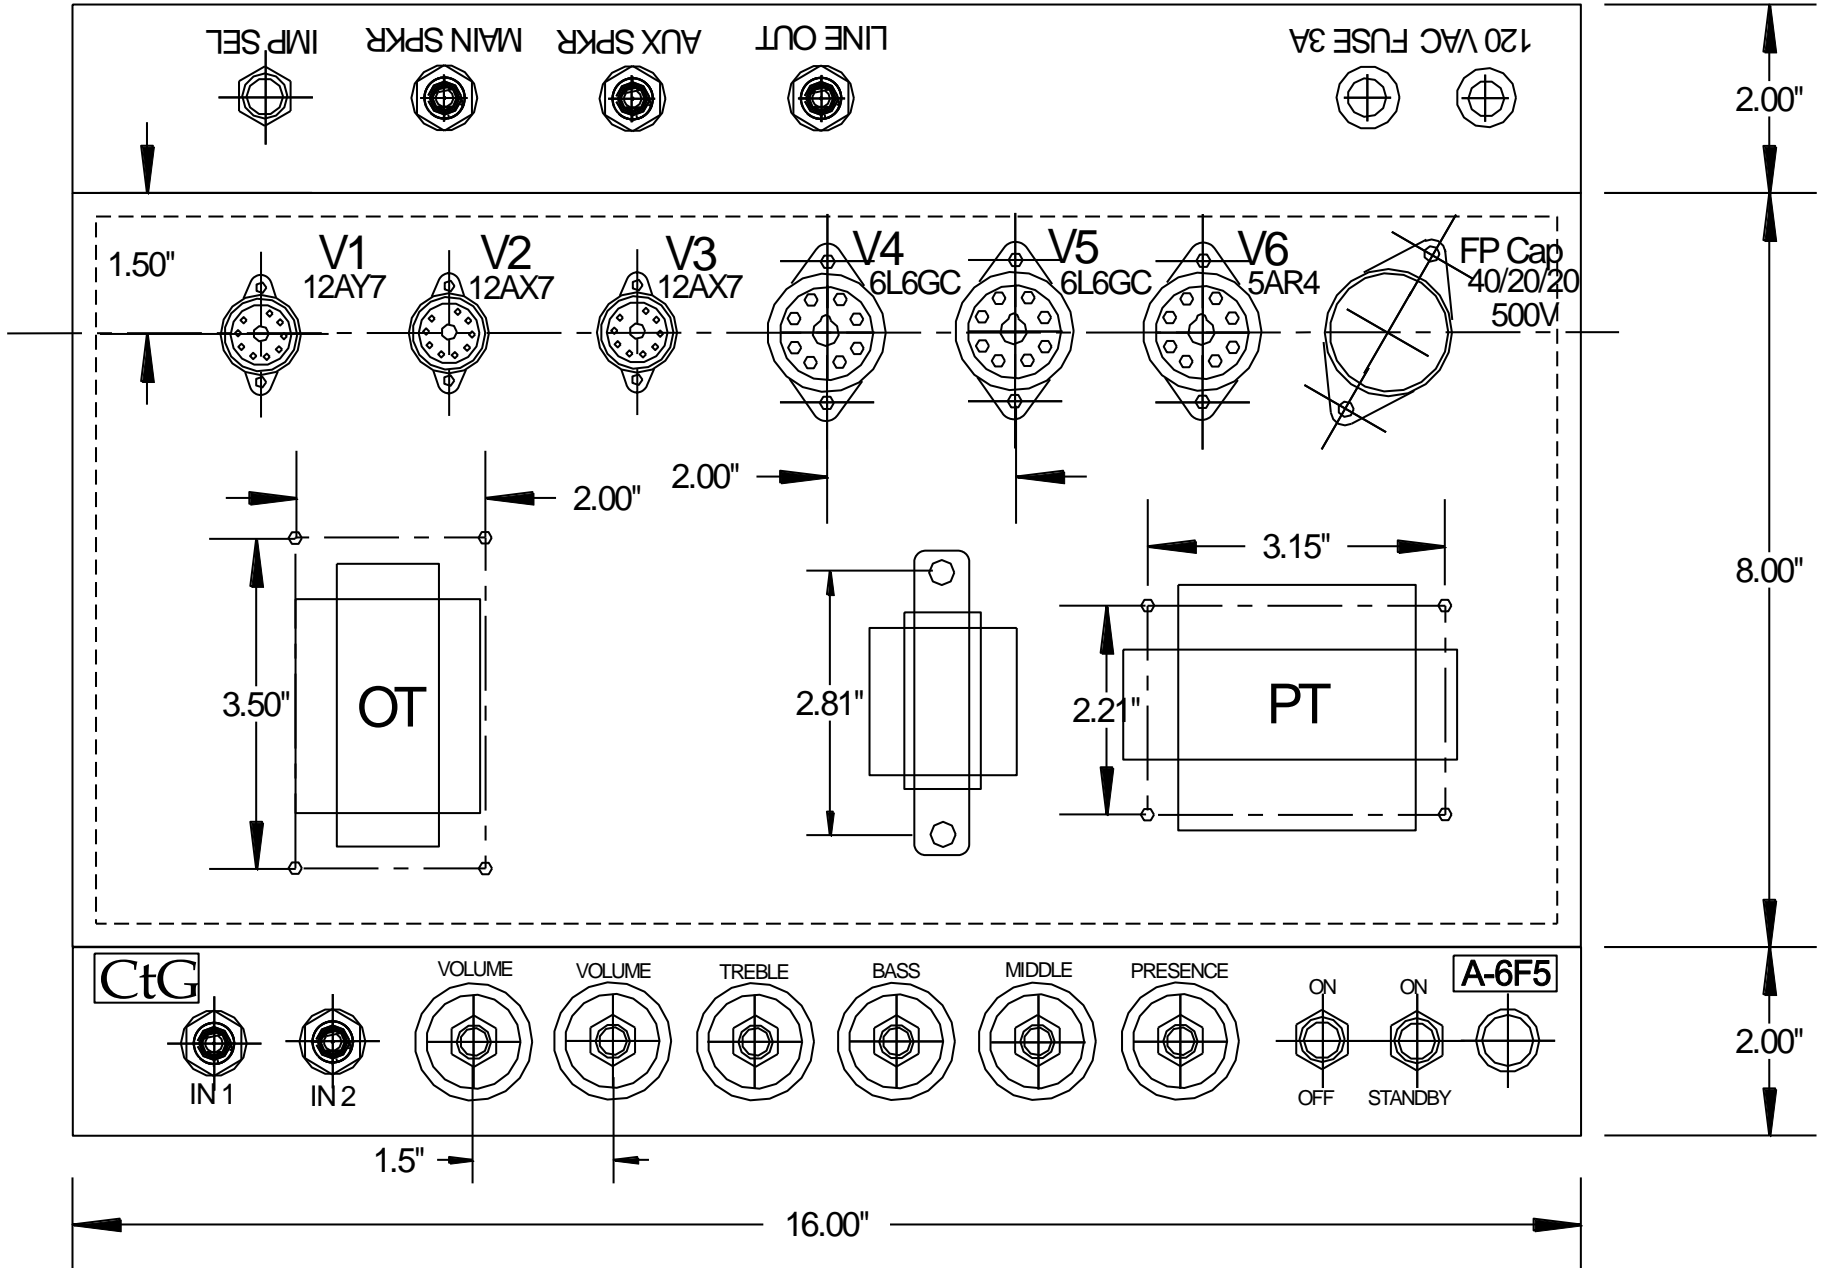 IMP SEL MAIN SPKR AUX SPKR LINE OUT 120 VAC FUSE 3A
2.00"
1.50"
V1 V2 V3 V4 V5 V6 FP Cap
12AY7 12AX7 12AX7 6L6GC 6L6GC 5AR4 40/20/20
500V
2.00" 2.00"
3.15"
8.00"
3.50" OT 2.81" 2.21" PT
CtG VOLUME VOLUME TREBLE BASS MIDDLE PRESENCE A-6F5
ON ON
2.00"
IN 1 IN 2 OFF STANDBY
1.5"
16.00"